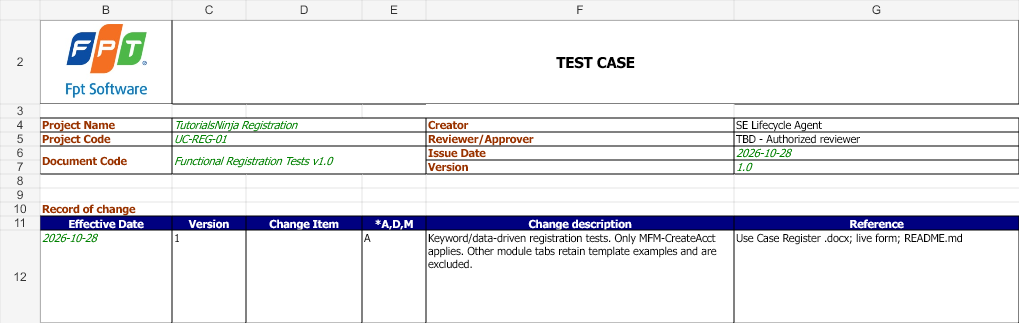 B C D E F G
2 FPT TEST CASE
Fpt Software
3
4 Project Name TutorialsNinja Registration Creator SE Lifecycle Agent
5 Project Code UC-REG-01 Reviewer/Approver TBD - Authorized reviewer
6 Document Code Functional Registration Tests v1.0 Issue Date 2026-10-28
7 Version 1.0
8
9
10 Record of change
11 Effective Date Version Change Item *A,D,M Change description Reference
12 2026-10-28 1 A Keyword/data-driven registration tests. Only MFM-CreateAcct Use Case Register .docx; live form; README.md
applies. Other module tabs retain template examples and are
excluded.